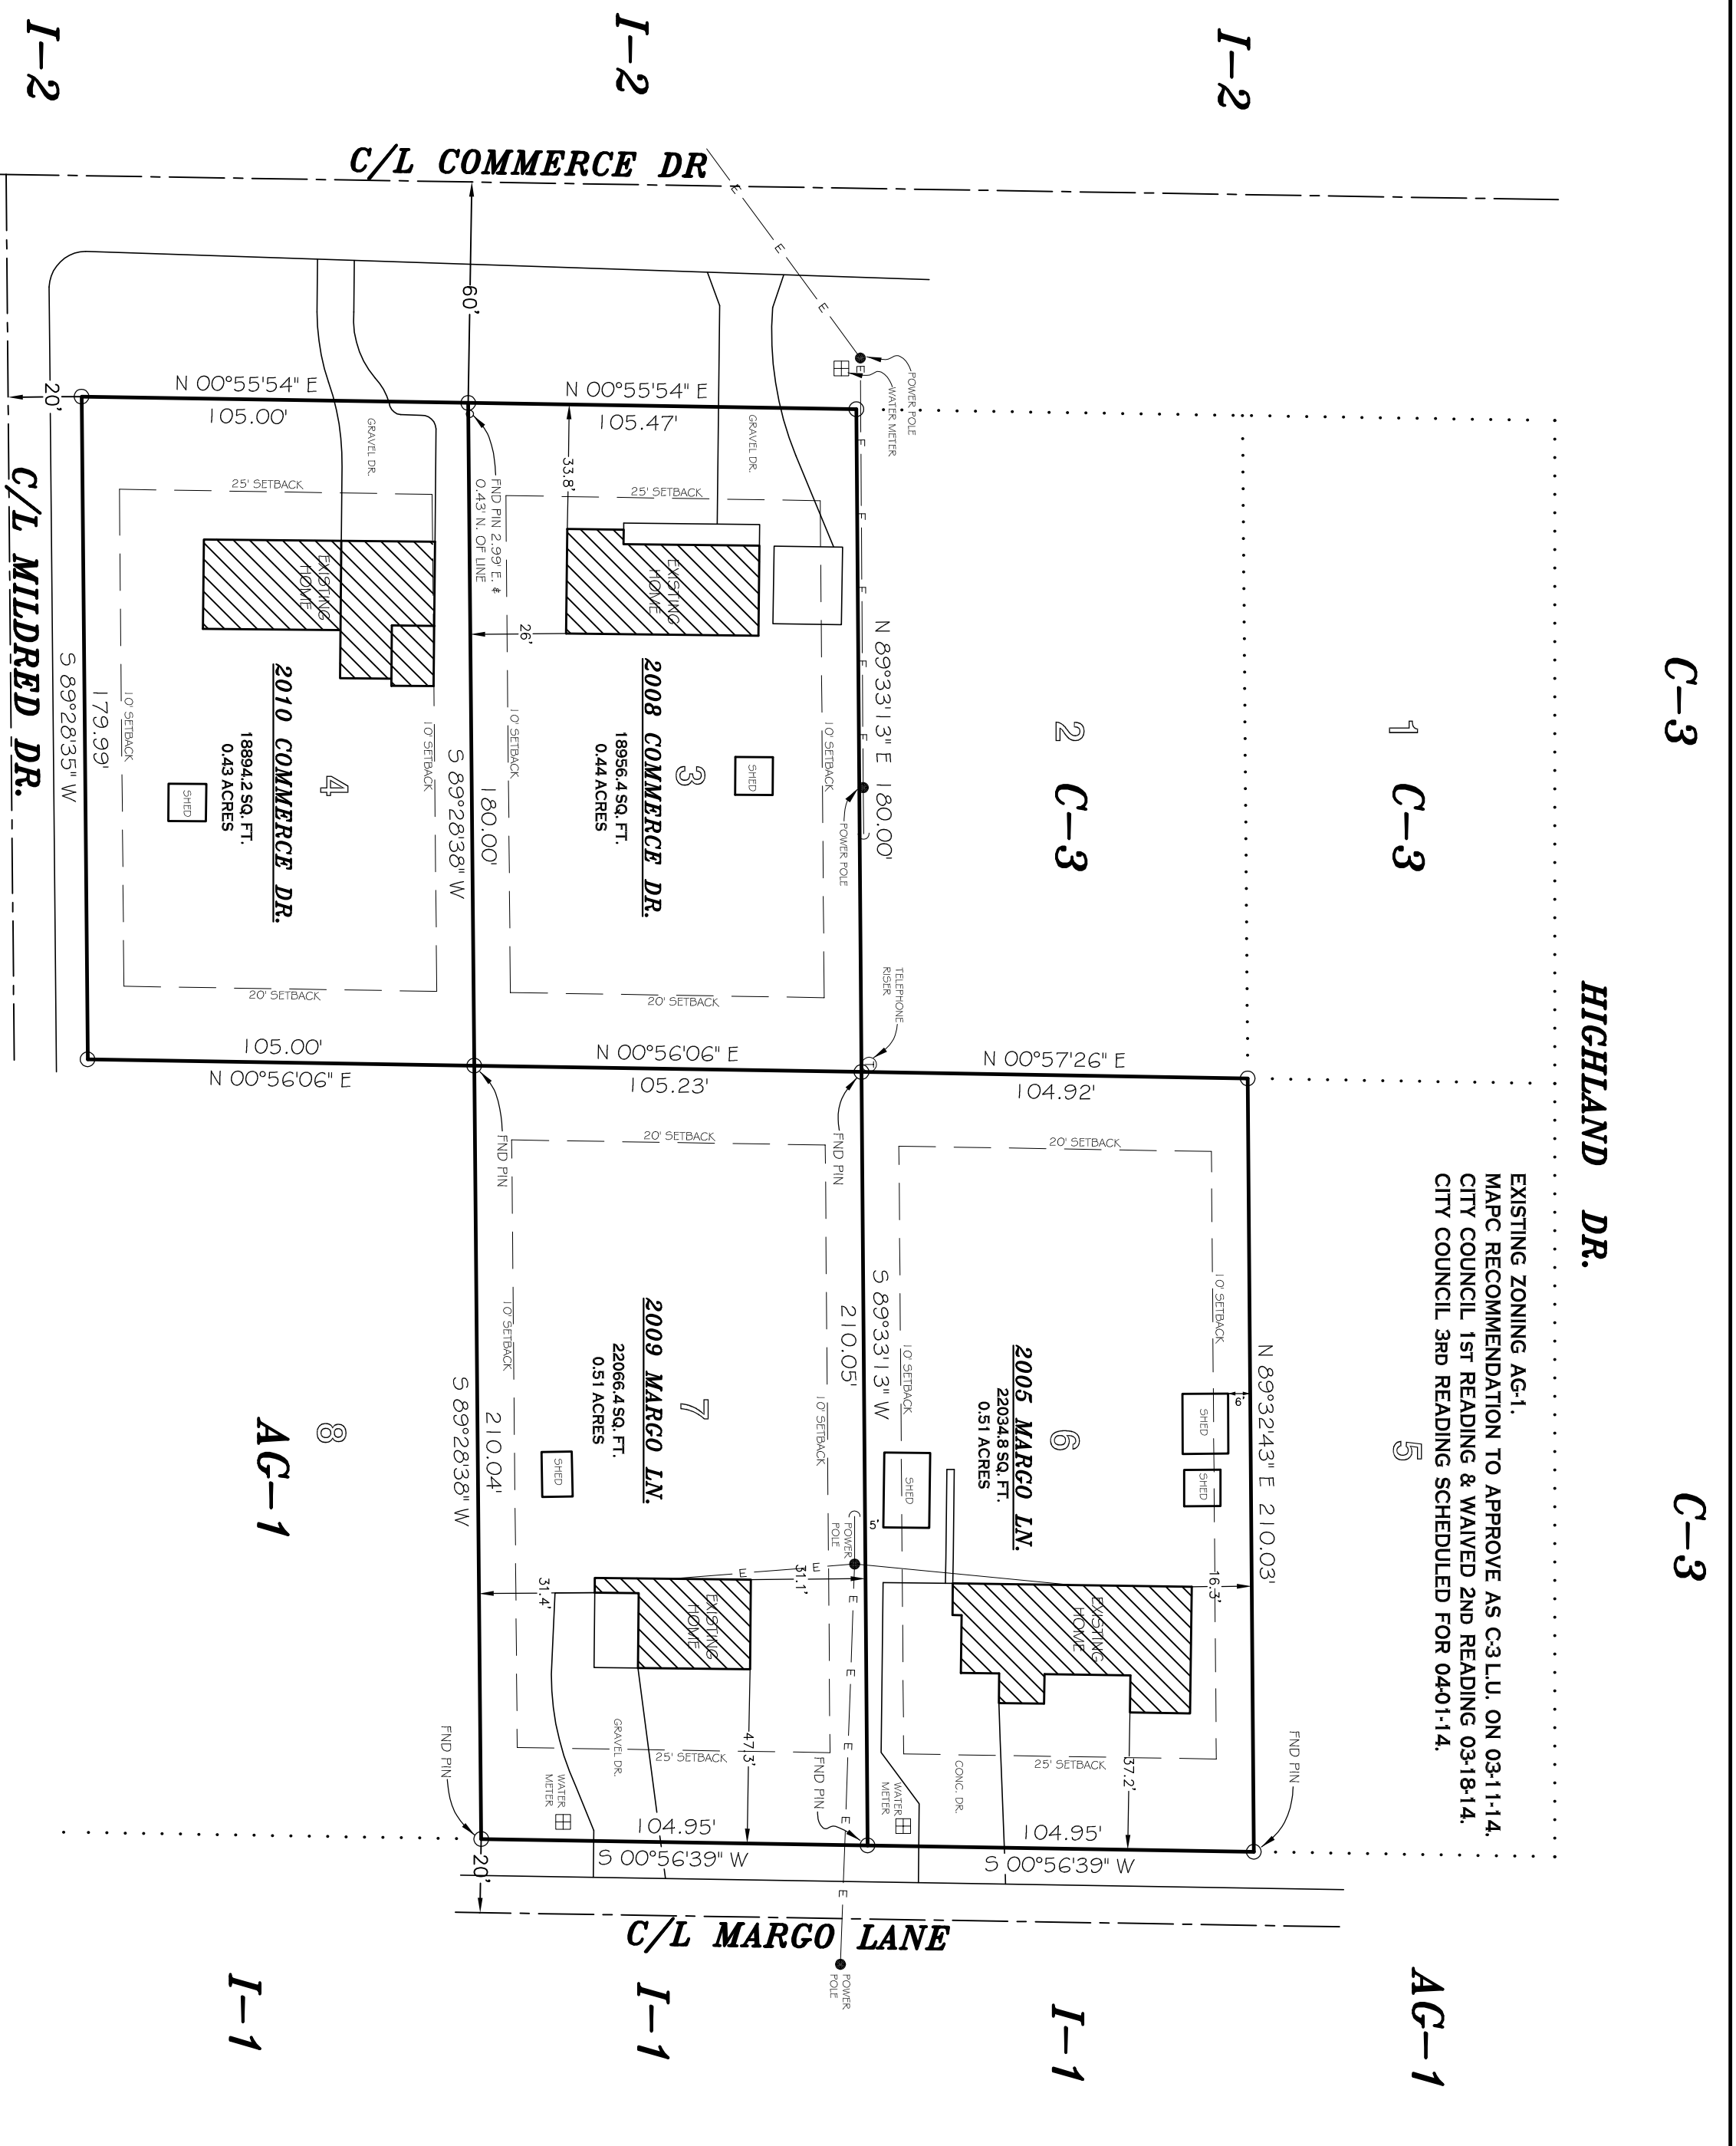 C-3
C-3
HIGHLAND DR.
EXISTING ZONING AG-1.
MAPC RECOMMENDATION TO APPROVE AS C-3 L.U. ON 03-11-14.
CITY COUNCIL 1ST READING & WAIVED 2ND READING 03-18-14.
CITY COUNCIL 3RD READING SCHEDULED FOR 04-01-14.
I-2
1
C-3
5
AG-1
2
C-3
N 89°32'43" E 210.03'
FND PIN
6'
SHED
SHED
16.3'
10' SETBACK
N 00°57'26" E
104.92'
20' SETBACK
6
2005 MARGO LN.
22034.8 SQ. FT.
0.51 ACRES
EXISTING
HOME
37.2'
25' SETBACK
104.95'
S 00°56'39" W
CONC. DR.
WATER
METER
SHED
5'
10' SETBACK
I-1
POWER POLE
WATER METER
E
E
E
E
E
E
E
E
E
N 89°33'13" E 180.00'
POWER POLE
TELEPHONE
RISER
T
S 89°33'13" W
210.05'
FND PIN
POWER
POLE
E
E
E
E
E
E
E
FND PIN
POWER
POLE
I-2
C/L COMMERCE DR
N 00°55'54" E
105.47'
33.8'
GRAVEL DR.
25' SETBACK
10' SETBACK
EXISTING
HOME
SHED
3
2008 COMMERCE DR.
18956.4 SQ. FT.
0.44 ACRES
20' SETBACK
10' SETBACK
26'
N 00°56'06" E
105.23'
20' SETBACK
10' SETBACK
7
2009 MARGO LN.
22066.4 SQ. FT.
0.51 ACRES
SHED
31.1'
EXISTING
HOME
47.3'
31.4'
25' SETBACK
GRAVEL DR.
WATER
METER
10' SETBACK
104.95'
S 00°56'39" W
C/L MARGO LANE
I-1
60'
FND PIN 2.99' E. &
0.43' N. OF LINE
180.00'
S 89°28'38" W
FND PIN
210.04'
S 89°28'38" W
FND PIN
20'
N 00°55'54" E
105.00'
GRAVEL DR.
25' SETBACK
10' SETBACK
EXISTING
HOME
4
2010 COMMERCE DR.
18894.2 SQ. FT.
0.43 ACRES
SHED
10' SETBACK
20' SETBACK
105.00'
N 00°56'06" E
8
AG-1
I-1
179.99'
S 89°28'35" W
20'
I-2
C/L MILDRED DR.